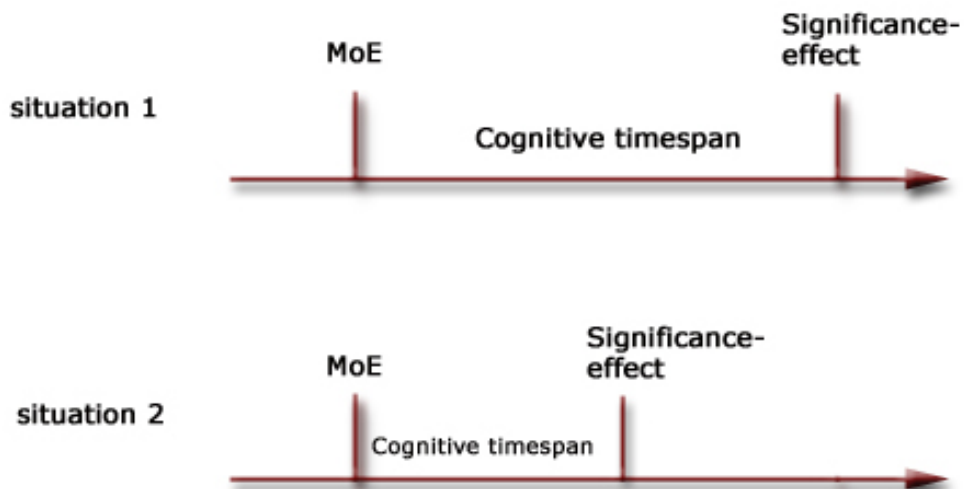 Significance-
effect
MoE
situation 1
Cognitive timespan
Significance-
effect
MoE
situation 2
Cognitive timespan